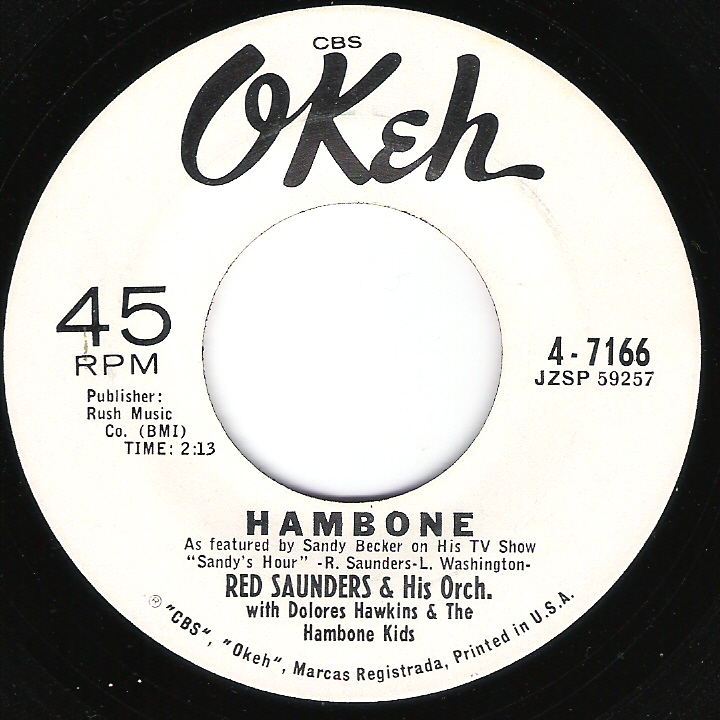 CBS
OKeh
45
RPM
4-7166
JZSP 59257
Publisher:
Rush Music
Co. (BMI)
TIME: 2:13
HAMBONE
As featured by Sandy Becker on His TV Show
"Sandy's Hour" -R. Saunders-L. Washington-
RED SAUNDERS & His Orch.
with Dolores Hawkins & The
Hambone Kids
℗ "CBS", "Okeh", Marcas Registrada, Printed in U.S.A.